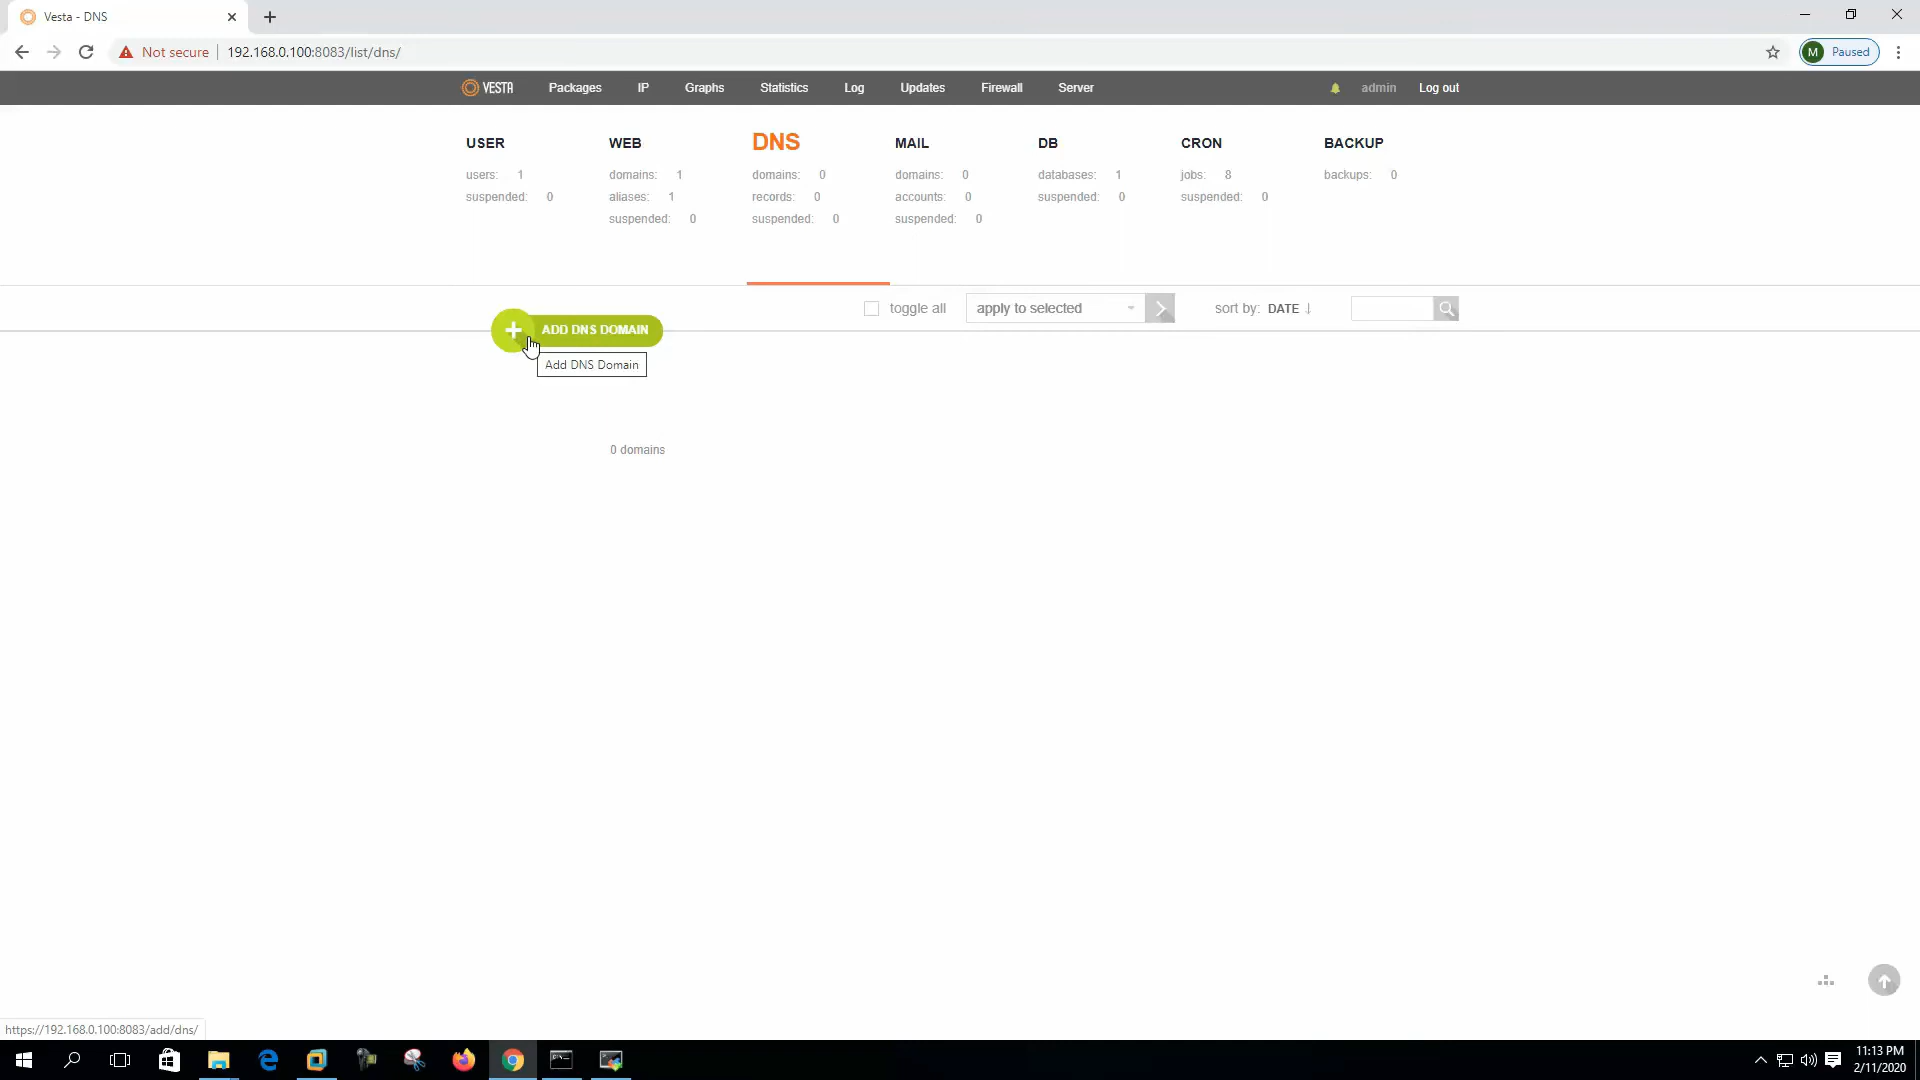 Vesta - DNS
Not secure 192.168.0.100:8083/list/dns/
M Paused
VESTA Packages IP Graphs Statistics Log Updates Firewall Server admin Log out
USER WEB DNS MAIL DB CRON BACKUP
users: 1 domains: 1 domains: 0 domains: 0 databases: 1 jobs: 8 backups: 0
suspended: 0 aliases: 1 records: 0 accounts: 0 suspended: 0 suspended: 0
suspended: 0 suspended: 0 suspended: 0
toggle all apply to selected sort by: DATE ↓
ADD DNS DOMAIN
Add DNS Domain
0 domains
https://192.168.0.100:8083/add/dns/
11:13 PM
2/11/2020